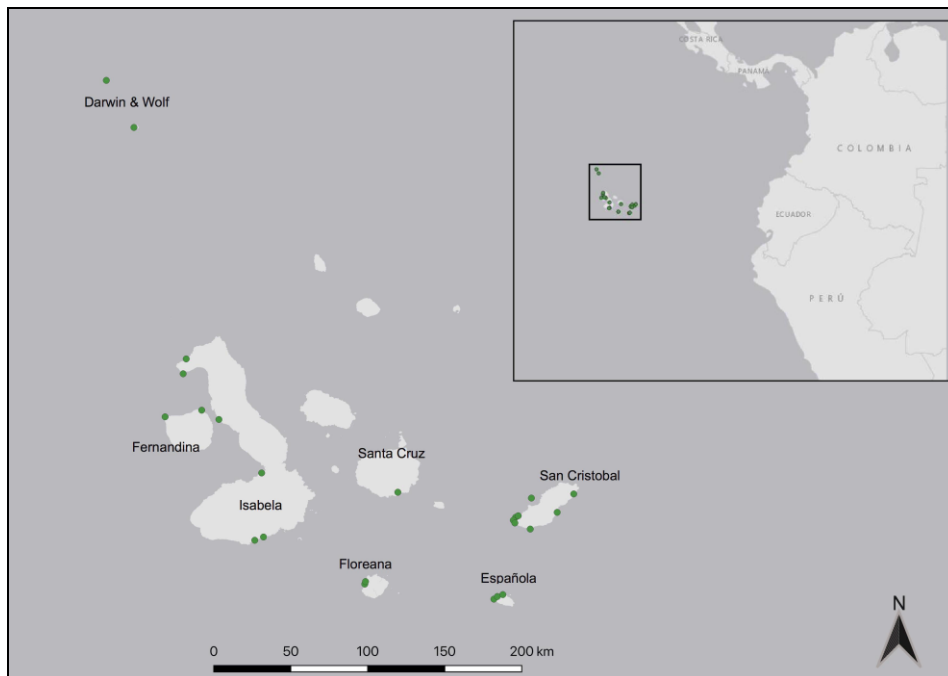 COSTA RICA
PANAMÁ
COLOMBIA
ECUADOR
PERÚ
Darwin & Wolf
Fernandina
Isabela
Santa Cruz
San Cristobal
Floreana
Española
N
0 50 100 150 200 km